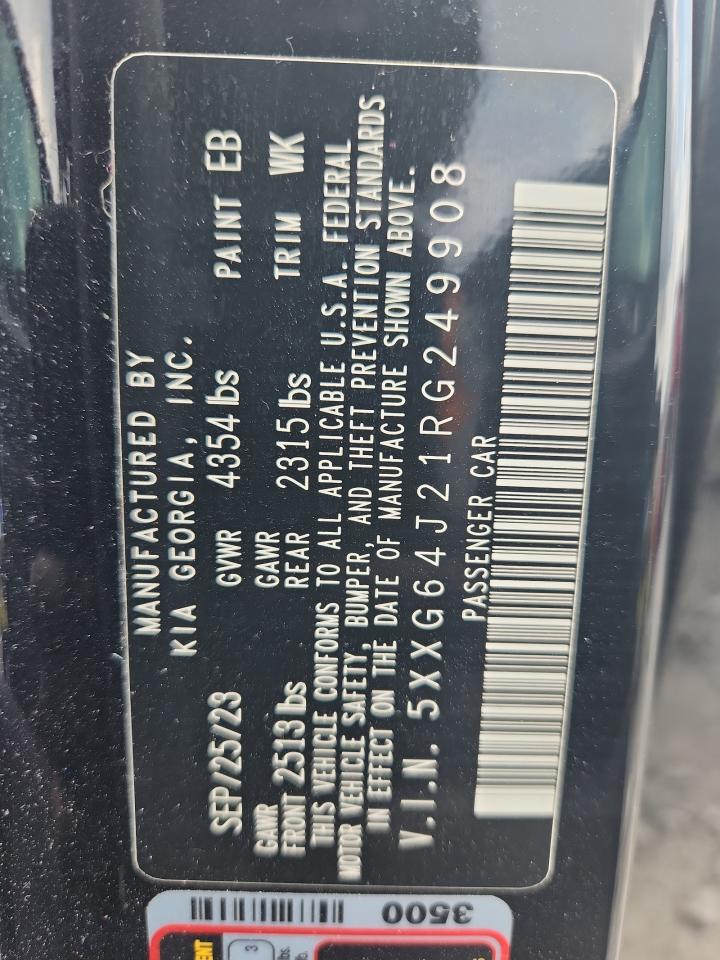 MANUFACTURED BY
KIA GEORGIA, INC.
SEP/25/23 GVWR 4354 lbs PAINT EB
GAWR GAWR
FRONT 2513 lbs REAR 2315 lbs TRIM WK
THIS VEHICLE CONFORMS TO ALL APPLICABLE U.S.A. FEDERAL
MOTOR VEHICLE SAFETY, BUMPER, AND THEFT PREVENTION STANDARDS
IN EFFECT ON THE DATE OF MANUFACTURE SHOWN ABOVE.
V.I.N. 5XXG64J21RG249908
PASSENGER CAR
3500
3